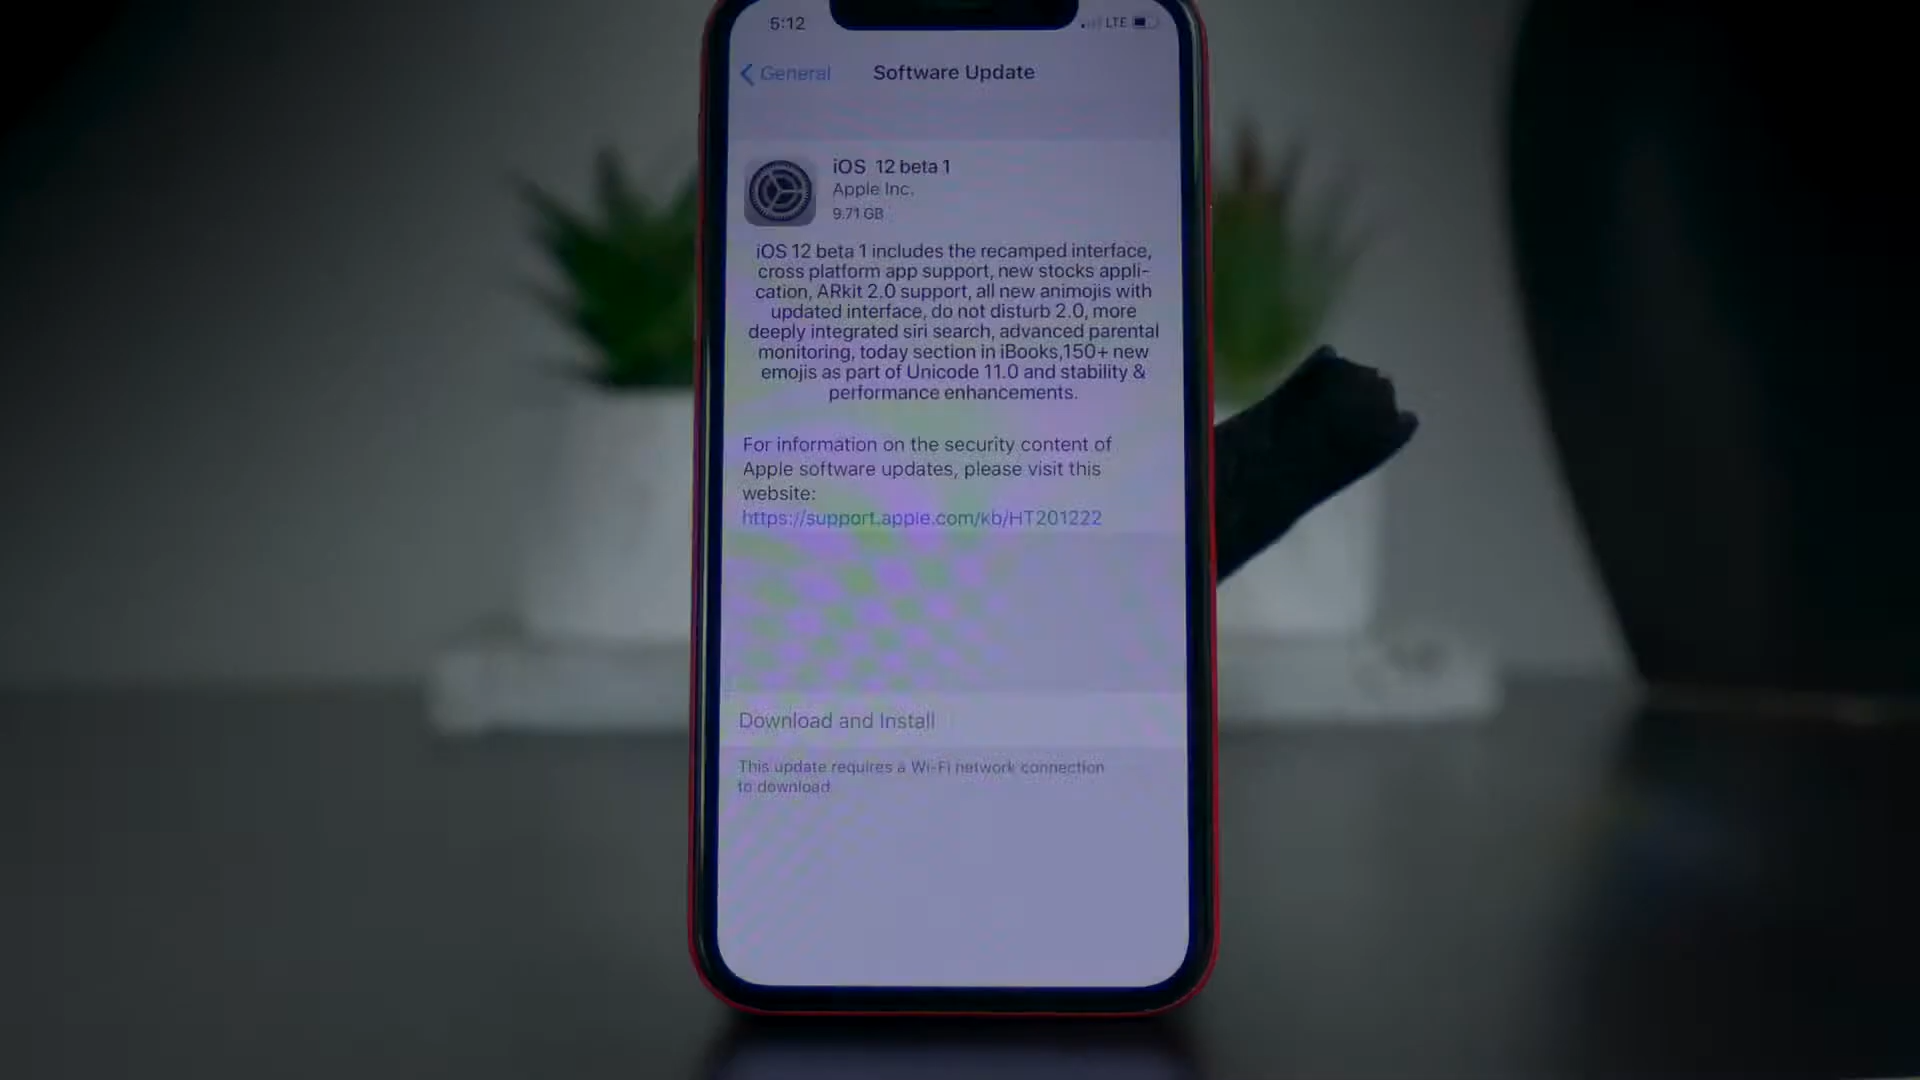 5:12
LTE
General
Software Update
iOS 12 beta 1
Apple Inc.
9.71 GB
iOS 12 beta 1 includes the recamped interface,
cross platform app support, new stocks appli-
cation, ARkit 2.0 support, all new animojis with
updated interface, do not disturb 2.0, more
deeply integrated siri search, advanced parental
monitoring, today section in iBooks,150+ new
emojis as part of Unicode 11.0 and stability &
performance enhancements.
For information on the security content of
Apple software updates, please visit this
website:
https://support.apple.com/kb/HT201222
Download and Install
This update requires a Wi-Fi network connection
to download